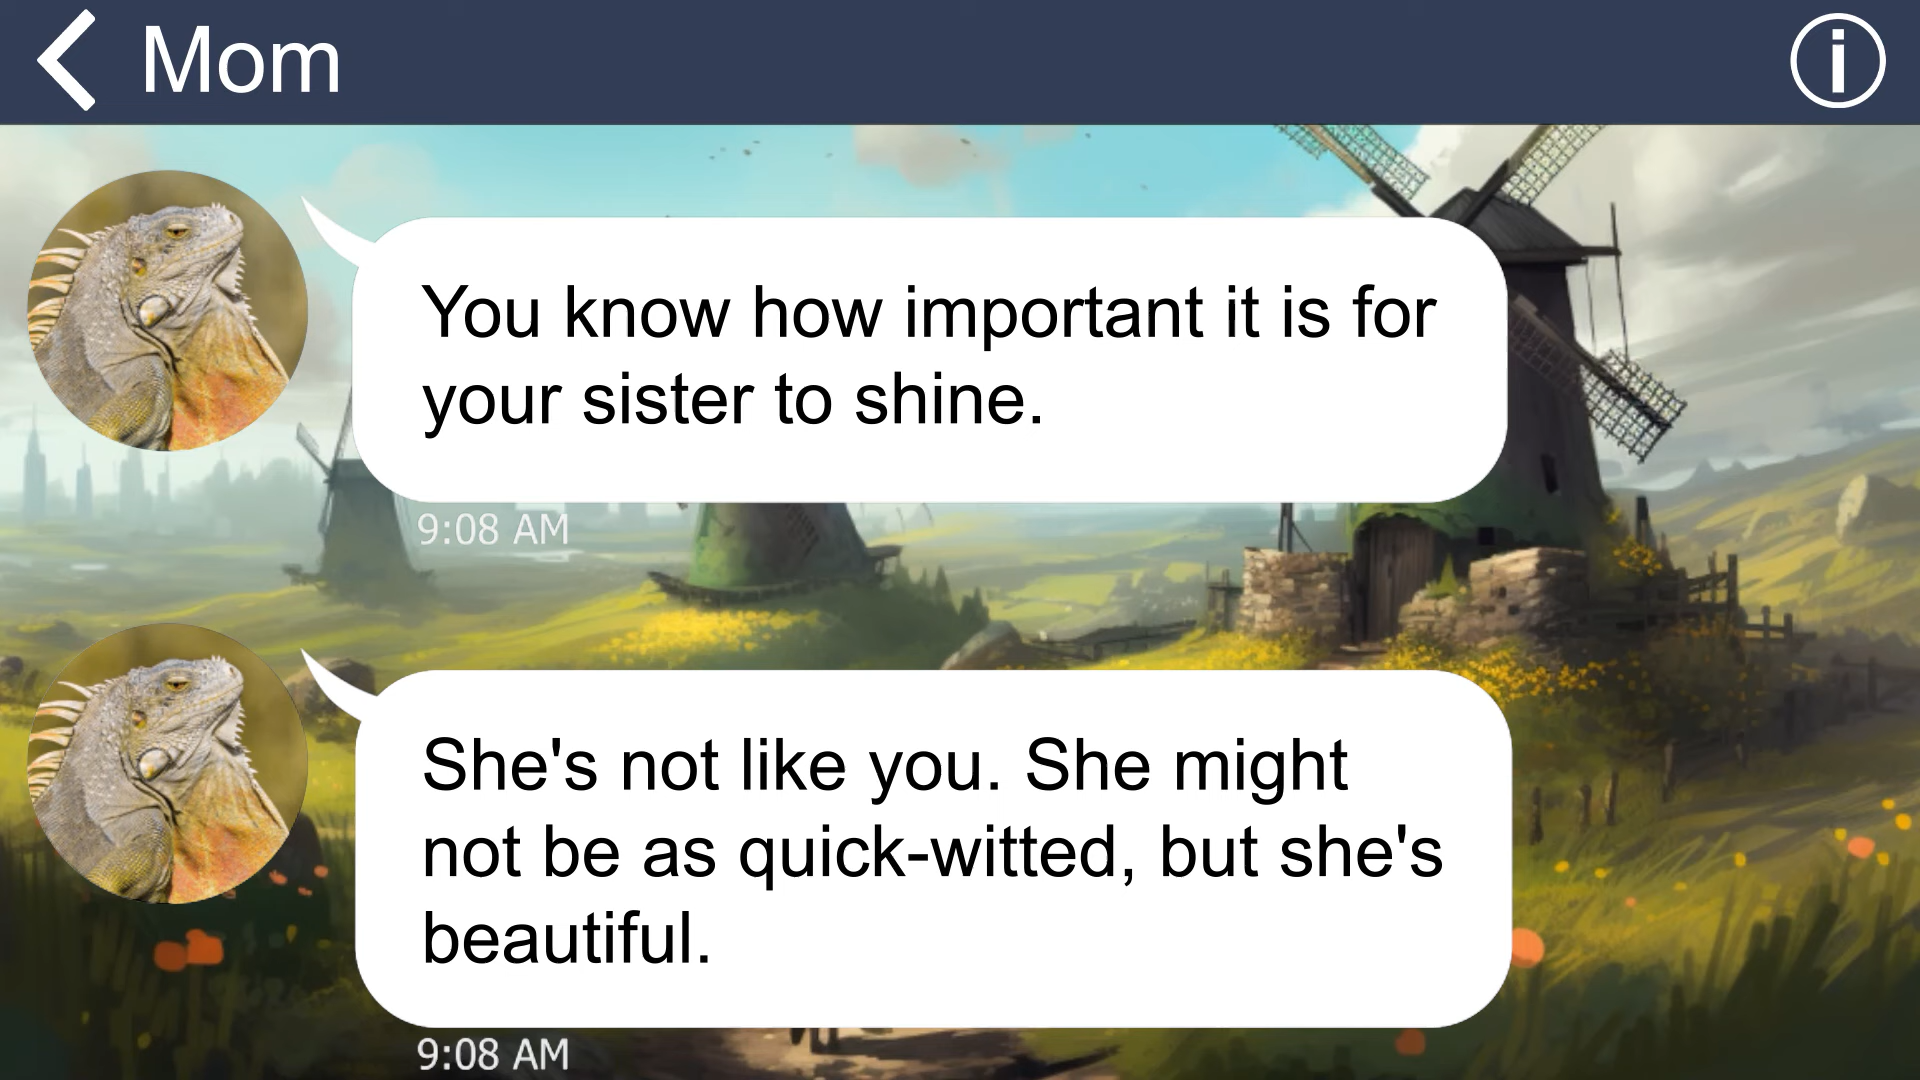 Mom
You know how important it is for
your sister to shine.
9:08 AM
She's not like you. She might
not be as quick-witted, but she's
beautiful.
9:08 AM